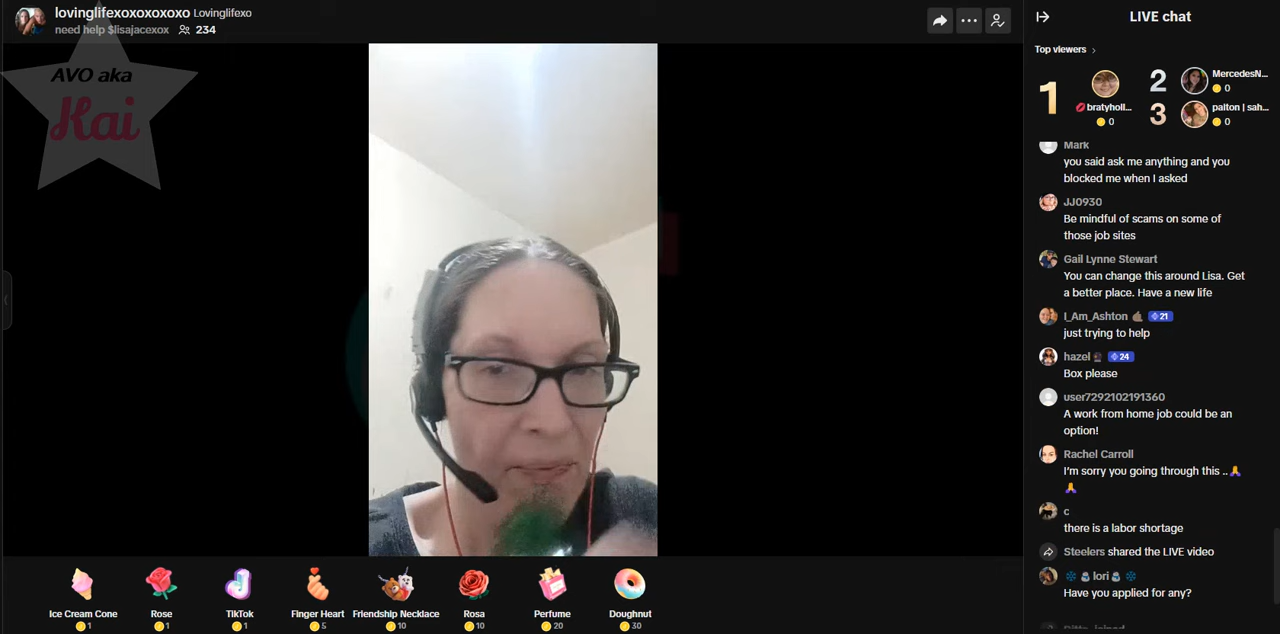 lovinglifexoxoxoxoxo Lovinglifexo
need help $lisajacexox 234
AVO aka
Kai
LIVE chat
Top viewers
1
bratyholl...
0
2
MercedesN...
0
3
palton | sah...
0
Mark
you said ask me anything and you
blocked me when I asked
JJ0930
Be mindful of scams on some of
those job sites
Gail Lynne Stewart
You can change this around Lisa. Get
a better place. Have a new life
I_Am_Ashton 21
just trying to help
hazel 24
Box please
user7292102191360
A work from home job could be an
option!
Rachel Carroll
I'm sorry you going through this ..
c
there is a labor shortage
Steelers shared the LIVE video
lori
Have you applied for any?
joined
Ice Cream Cone
1
Rose
1
TikTok
1
Finger Heart
5
Friendship Necklace
10
Rosa
10
Perfume
20
Doughnut
30